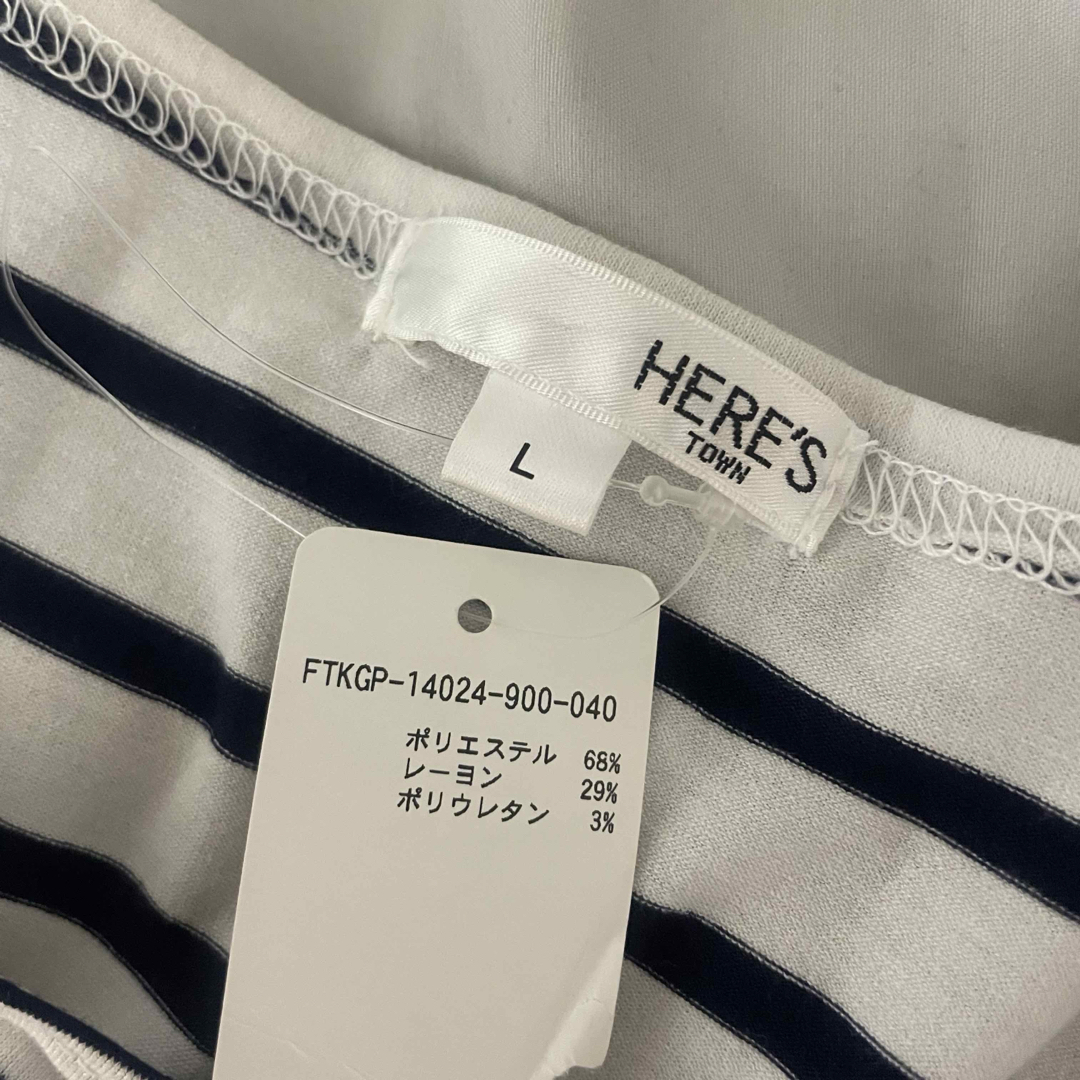 HERE'S
TOWN
L
FTKGP-14024-900-040
ポリエステル 68%
レーヨン 29%
ポリウレタン 3%